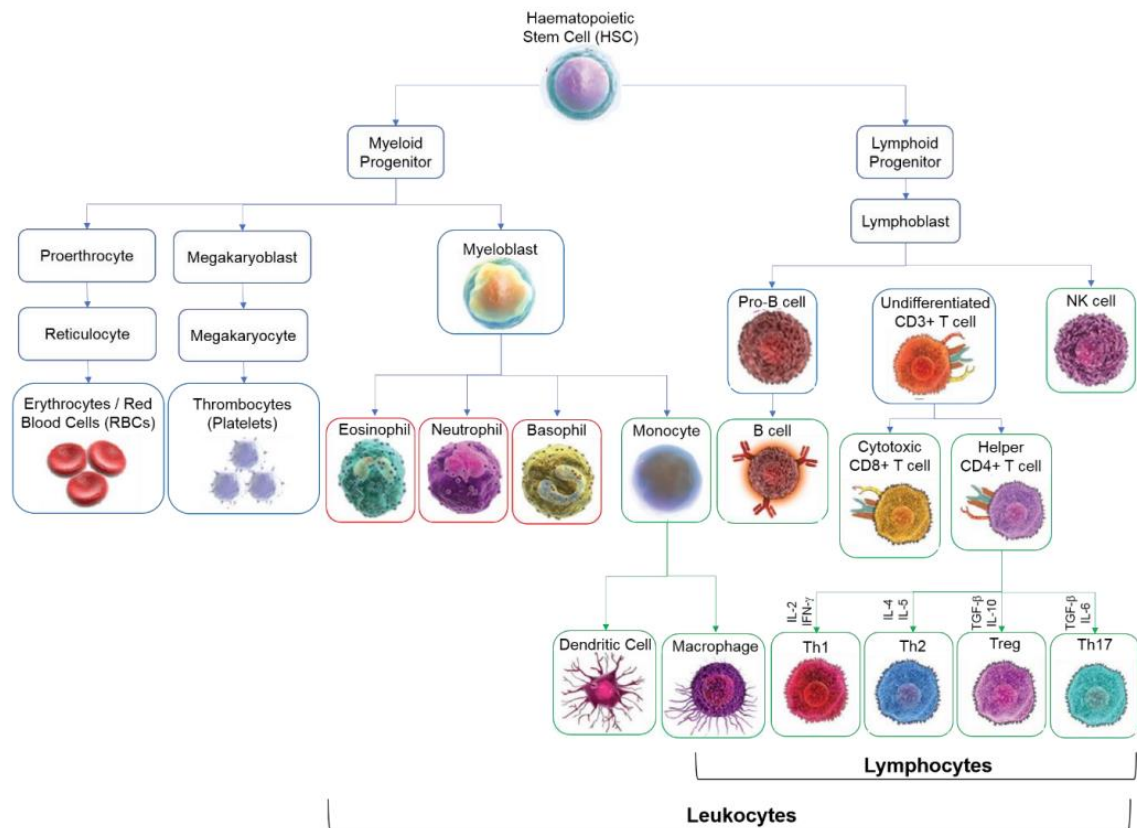 Haematopoietic
Stem Cell (HSC)
Myeloid
Progenitor
Lymphoid
Progenitor
Lymphoblast
Proerthrocyte
Megakaryoblast
Myeloblast
Pro-B cell
Undifferentiated
CD3+ T cell
NK cell
Reticulocyte
Megakaryocyte
Erythrocytes / Red
Blood Cells (RBCs)
Thrombocytes
(Platelets)
Eosinophil
Neutrophil
Basophil
Monocyte
B cell
Cytotoxic
CD8+ T cell
Helper
CD4+ T cell
IL-2
IFN-γ
IL-4
IL-5
TGF-β
IL-10
TGF-β
IL-6
Dendritic Cell
Macrophage
Th1
Th2
Treg
Th17
Lymphocytes
Leukocytes